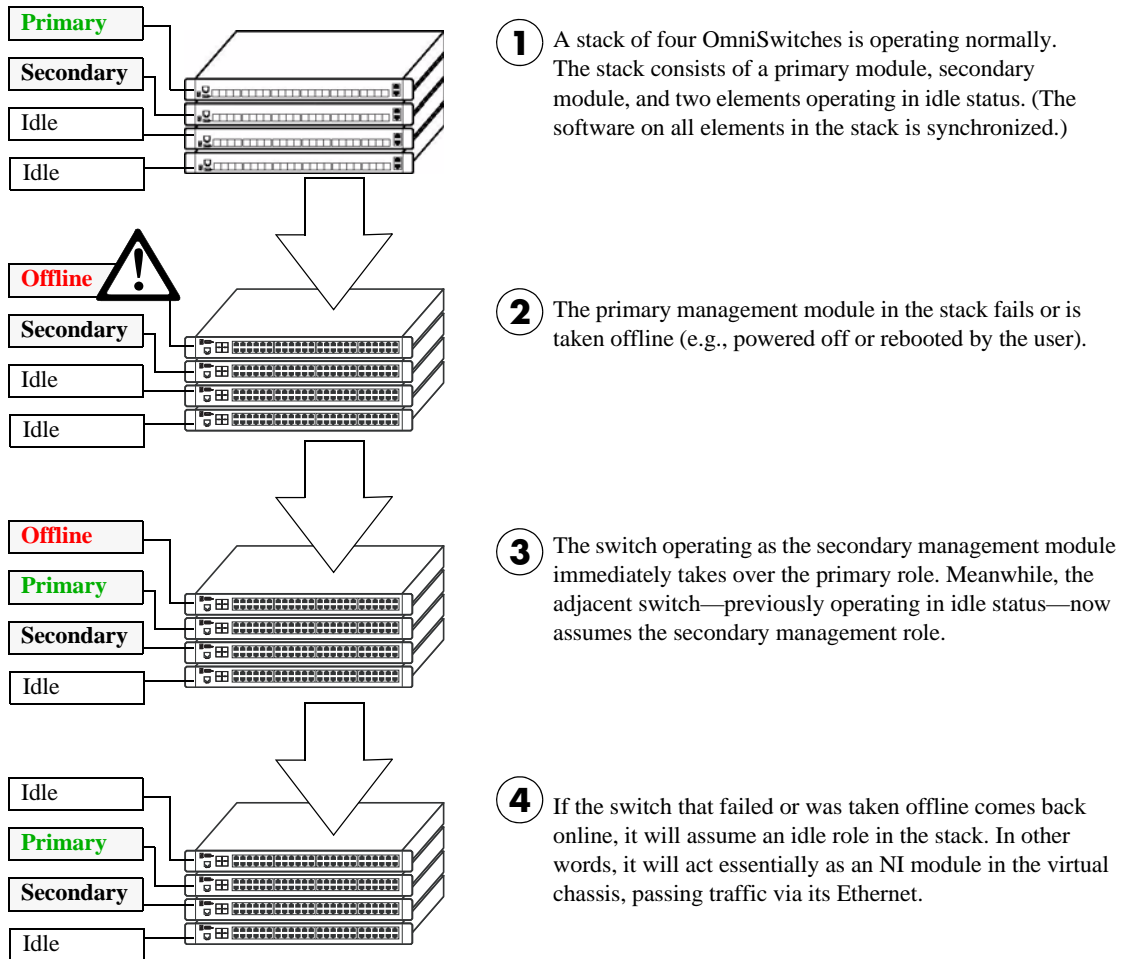 Primary
Secondary
Idle
Idle
1
A stack of four OmniSwitches is operating normally.
The stack consists of a primary module, secondary
module, and two elements operating in idle status. (The
software on all elements in the stack is synchronized.)
Offline
Secondary
Idle
Idle
2
The primary management module in the stack fails or is
taken offline (e.g., powered off or rebooted by the user).
Offline
Primary
Secondary
Idle
3
The switch operating as the secondary management module
immediately takes over the primary role. Meanwhile, the
adjacent switch—previously operating in idle status—now
assumes the secondary management role.
Idle
Primary
Secondary
Idle
4
If the switch that failed or was taken offline comes back
online, it will assume an idle role in the stack. In other
words, it will act essentially as an NI module in the virtual
chassis, passing traffic via its Ethernet.